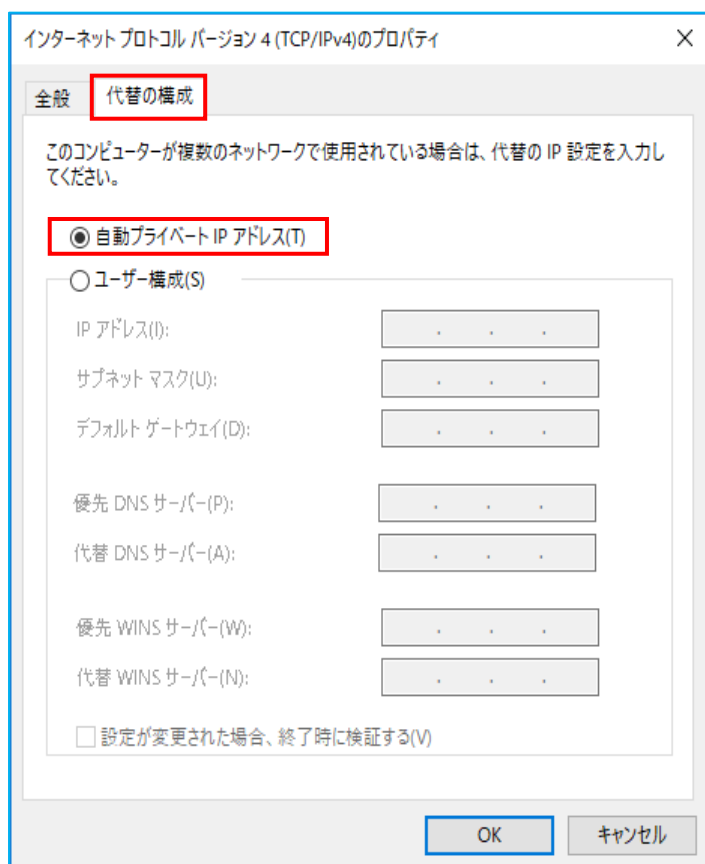 インターネット プロトコル バージョン 4 (TCP/IPv4)のプロパティ
全般
代替の構成
このコンピューターが複数のネットワークで使用されている場合は、代替の IP 設定を入力し
てください。
自動プライベート IP アドレス(T)
ユーザー構成(S)
IP アドレス(I):
サブネット マスク(U):
デフォルト ゲートウェイ(D):
優先 DNS サーバー(P):
代替 DNS サーバー(A):
優先 WINS サーバー(W):
代替 WINS サーバー(N):
設定が変更された場合、終了時に検証する(V)
OK
キャンセル